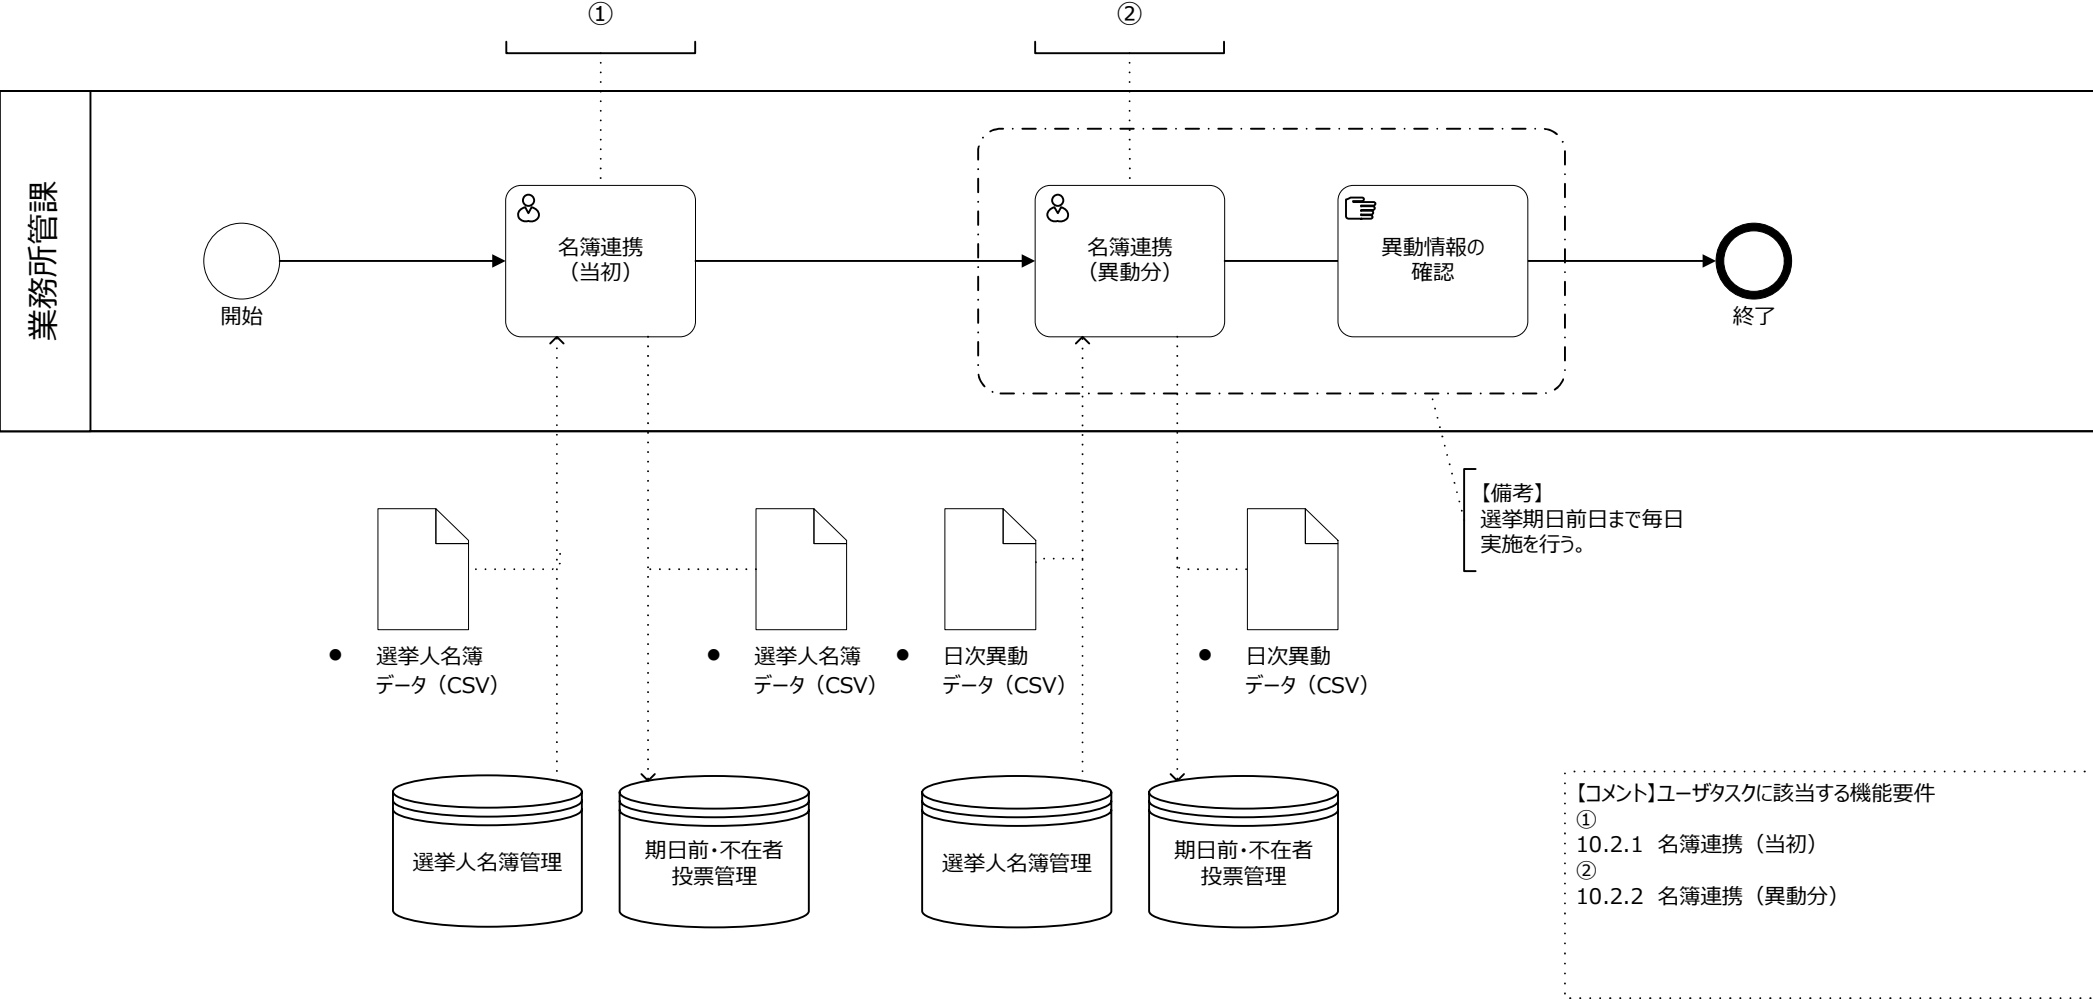 ①
②
業務所管課
開始
名簿連携
（当初）
名簿連携
（異動分）
異動情報の
確認
終了
【備考】
選挙期日前日まで毎日
実施を行う。
● 選挙人名簿
データ（CSV）
● 選挙人名簿
データ（CSV）
● 日次異動
データ（CSV）
● 日次異動
データ（CSV）
選挙人名簿管理
期日前・不在者
投票管理
選挙人名簿管理
期日前・不在者
投票管理
【コメント】ユーザタスクに該当する機能要件
①
10.2.1 名簿連携（当初）
②
10.2.2 名簿連携（異動分）